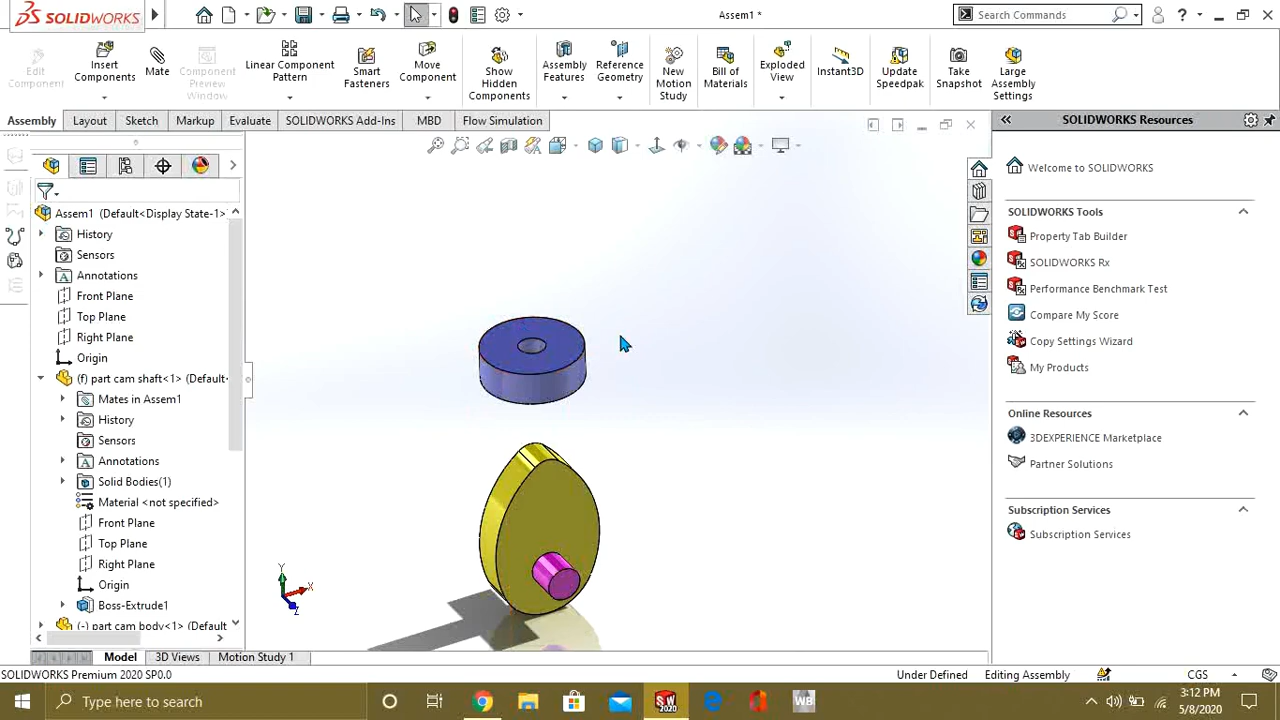 SOLIDWORKS
Assem1 *
Search Commands
Edit Component
Insert Components
Mate
Component Preview Window
Linear Component Pattern
Smart Fasteners
Move Component
Show Hidden Components
Assembly Features
Reference Geometry
New Motion Study
Bill of Materials
Exploded View
Instant3D
Update Speedpak
Take Snapshot
Large Assembly Settings
Assembly
Layout
Sketch
Markup
Evaluate
SOLIDWORKS Add-Ins
MBD
Flow Simulation
Assem1 (Default<Display State-1>
History
Sensors
Annotations
Front Plane
Top Plane
Right Plane
Origin
(f) part cam shaft<1> (Default<
Mates in Assem1
History
Sensors
Annotations
Solid Bodies(1)
Material <not specified>
Front Plane
Top Plane
Right Plane
Origin
Boss-Extrude1
(-) part cam body<1> (Default
Y
X
Z
SOLIDWORKS Resources
Welcome to SOLIDWORKS
SOLIDWORKS Tools
Property Tab Builder
SOLIDWORKS Rx
Performance Benchmark Test
Compare My Score
Copy Settings Wizard
My Products
Online Resources
3DEXPERIENCE Marketplace
Partner Solutions
Subscription Services
Subscription Services
Model
3D Views
Motion Study 1
SOLIDWORKS Premium 2020 SP0.0
Under Defined
Editing Assembly
CGS
Type here to search
SW 2020
WB
3:12 PM
5/8/2020